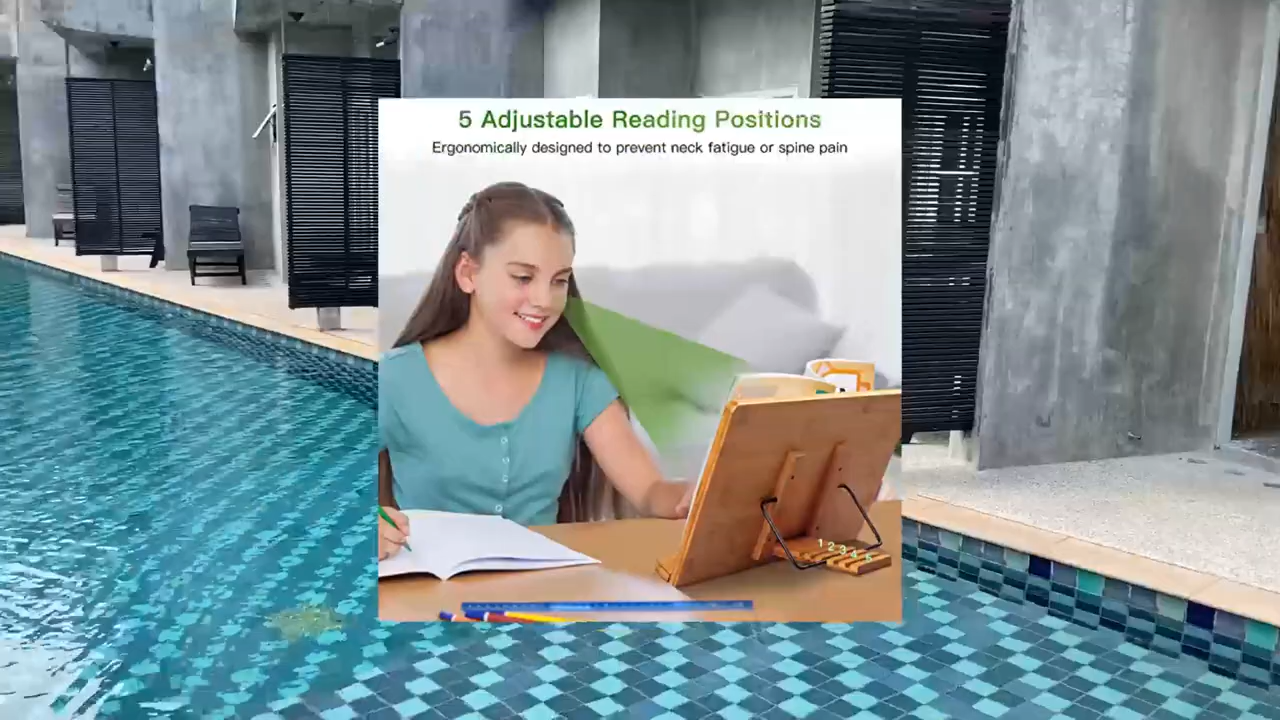 5 Adjustable Reading Positions
Ergonomically designed to prevent neck fatigue or spine pain
1 2 3 4 5